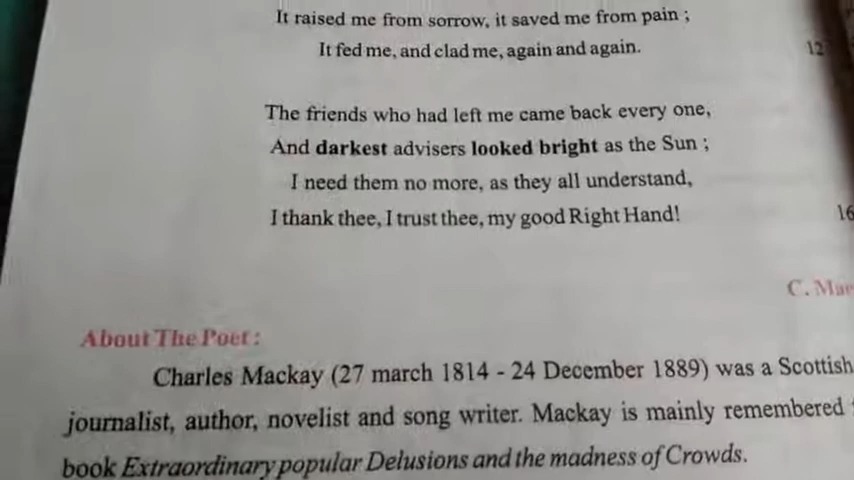 It raised me from sorrow, it saved me from pain ;
It fed me, and clad me, again and again.
12
The friends who had left me came back every one,
And darkest advisers looked bright as the Sun ;
I need them no more, as they all understand,
I thank thee, I trust thee, my good Right Hand!
16
C. Mac
About The Poet :
Charles Mackay (27 march 1814 - 24 December 1889) was a Scottish
journalist, author, novelist and song writer. Mackay is mainly remembered
book Extraordinary popular Delusions and the madness of Crowds.